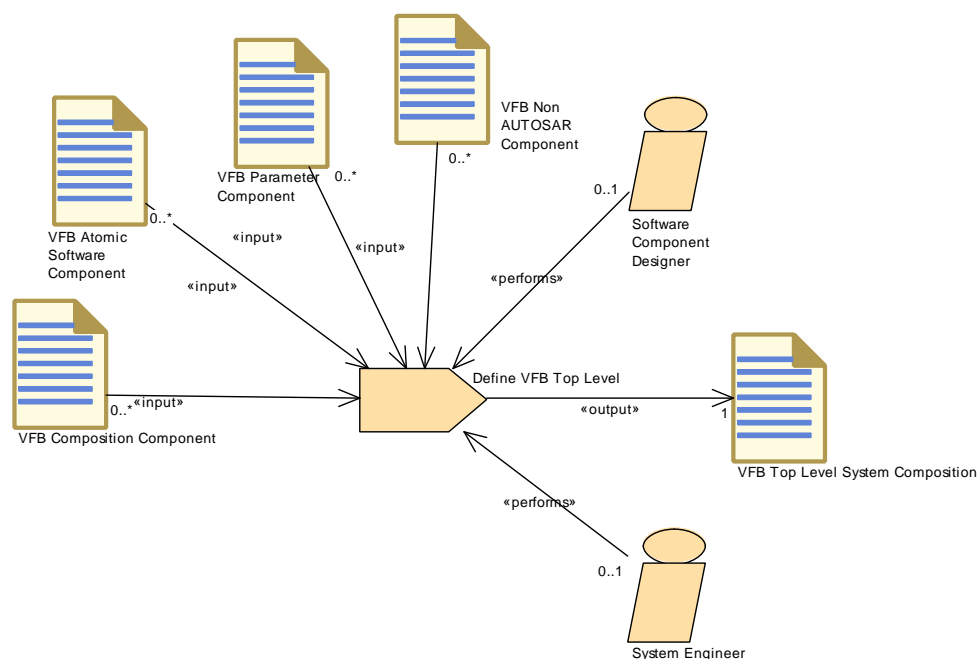 VFB Non
AUTOSAR
Component
0..*
VFB Parameter
Component
0..*
0..1
VFB Atomic
Software
Component
0..*
Software
Component
Designer
«input»
«input»
«input»
«performs»
Define VFB Top Level
«input»
0..*
VFB Composition Component
«output»
1
VFB Top Level System Composition
«performs»
0..1
System Engineer